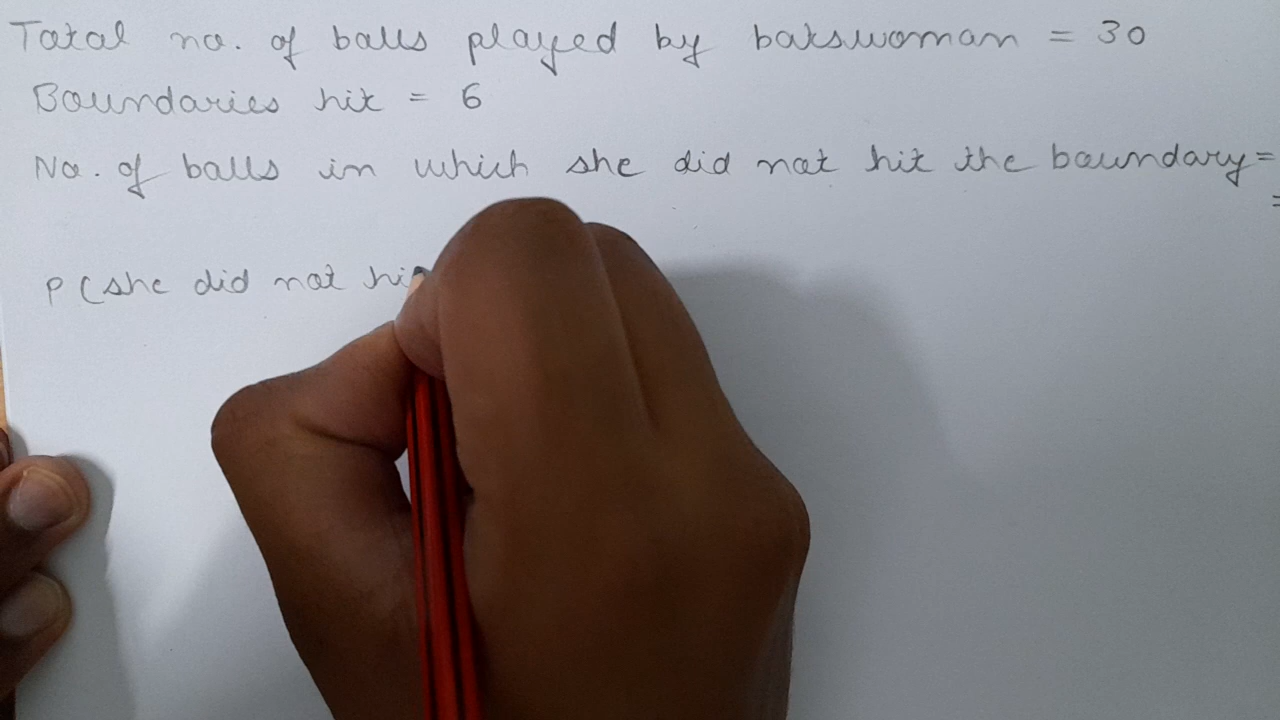 Total no. of balls played by batswoman = 30
Boundaries hit = 6
No. of balls in which she did not hit the boundary =
=
P(she did not hi